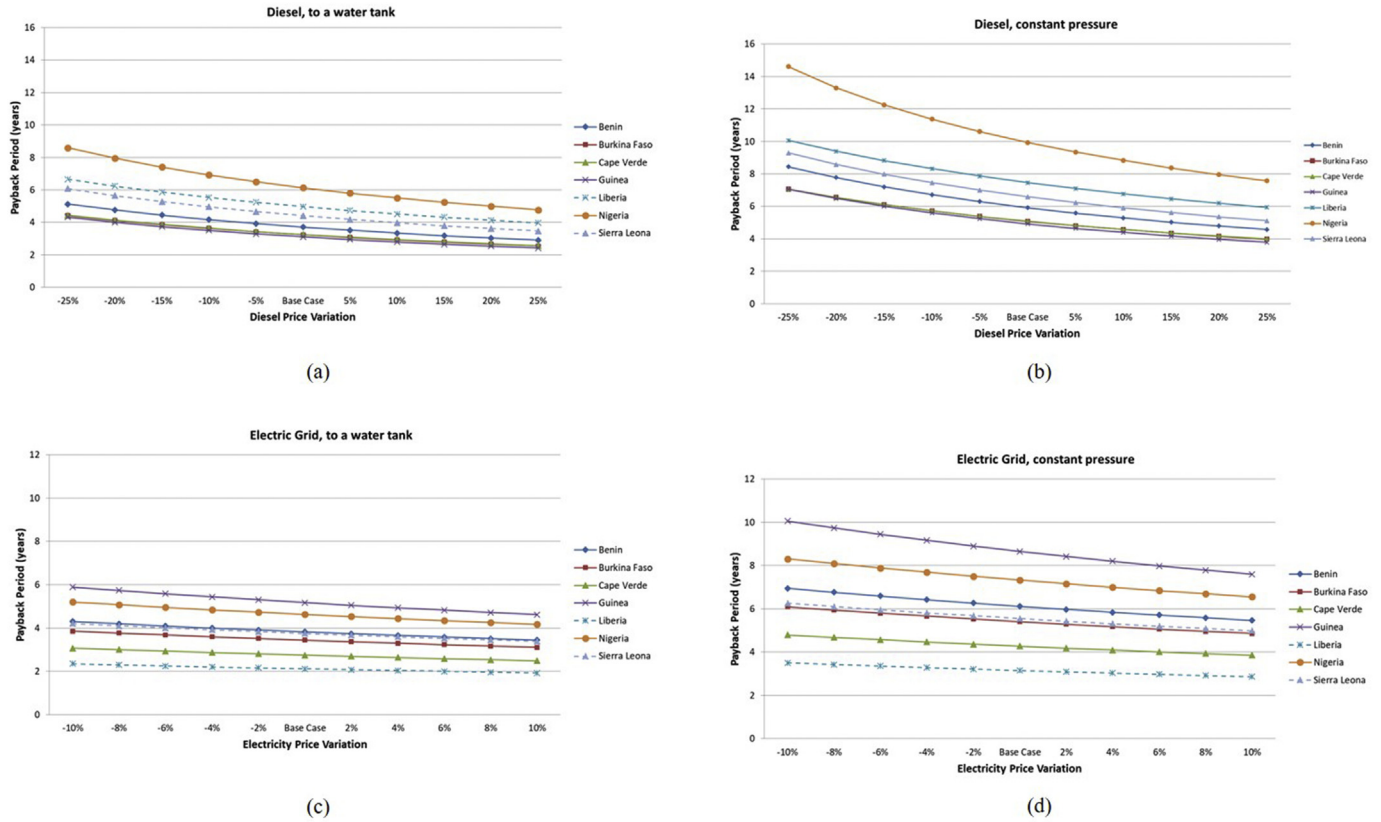 Diesel, to a water tank
Payback Period (years)
16
14
12
10
8
6
4
2
0
-25% -20% -15% -10% -5% Base Case 5% 10% 15% 20% 25%
Diesel Price Variation
Benin
Burkina Faso
Cape Verde
Guinea
Liberia
Nigeria
Sierra Leona
(a)
Diesel, constant pressure
Payback Period (years)
16
14
12
10
8
6
4
2
0
-25% -20% -15% -10% -5% Base Case 5% 10% 15% 20% 25%
Diesel Price Variation
Benin
Burkina Faso
Cape Verde
Guinea
Liberia
Nigeria
Sierra Leona
(b)
Electric Grid, to a water tank
Payback Period (years)
12
10
8
6
4
2
0
-10% -8% -6% -4% -2% Base Case 2% 4% 6% 8% 10%
Electricity Price Variation
Benin
Burkina Faso
Cape Verde
Guinea
Liberia
Nigeria
Sierra Leona
(c)
Electric Grid, constant pressure
Payback Period (years)
12
10
8
6
4
2
0
-10% -8% -6% -4% -2% Base Case 2% 4% 6% 8% 10%
Electricity Price Variation
Benin
Burkina Faso
Cape Verde
Guinea
Liberia
Nigeria
Sierra Leona
(d)